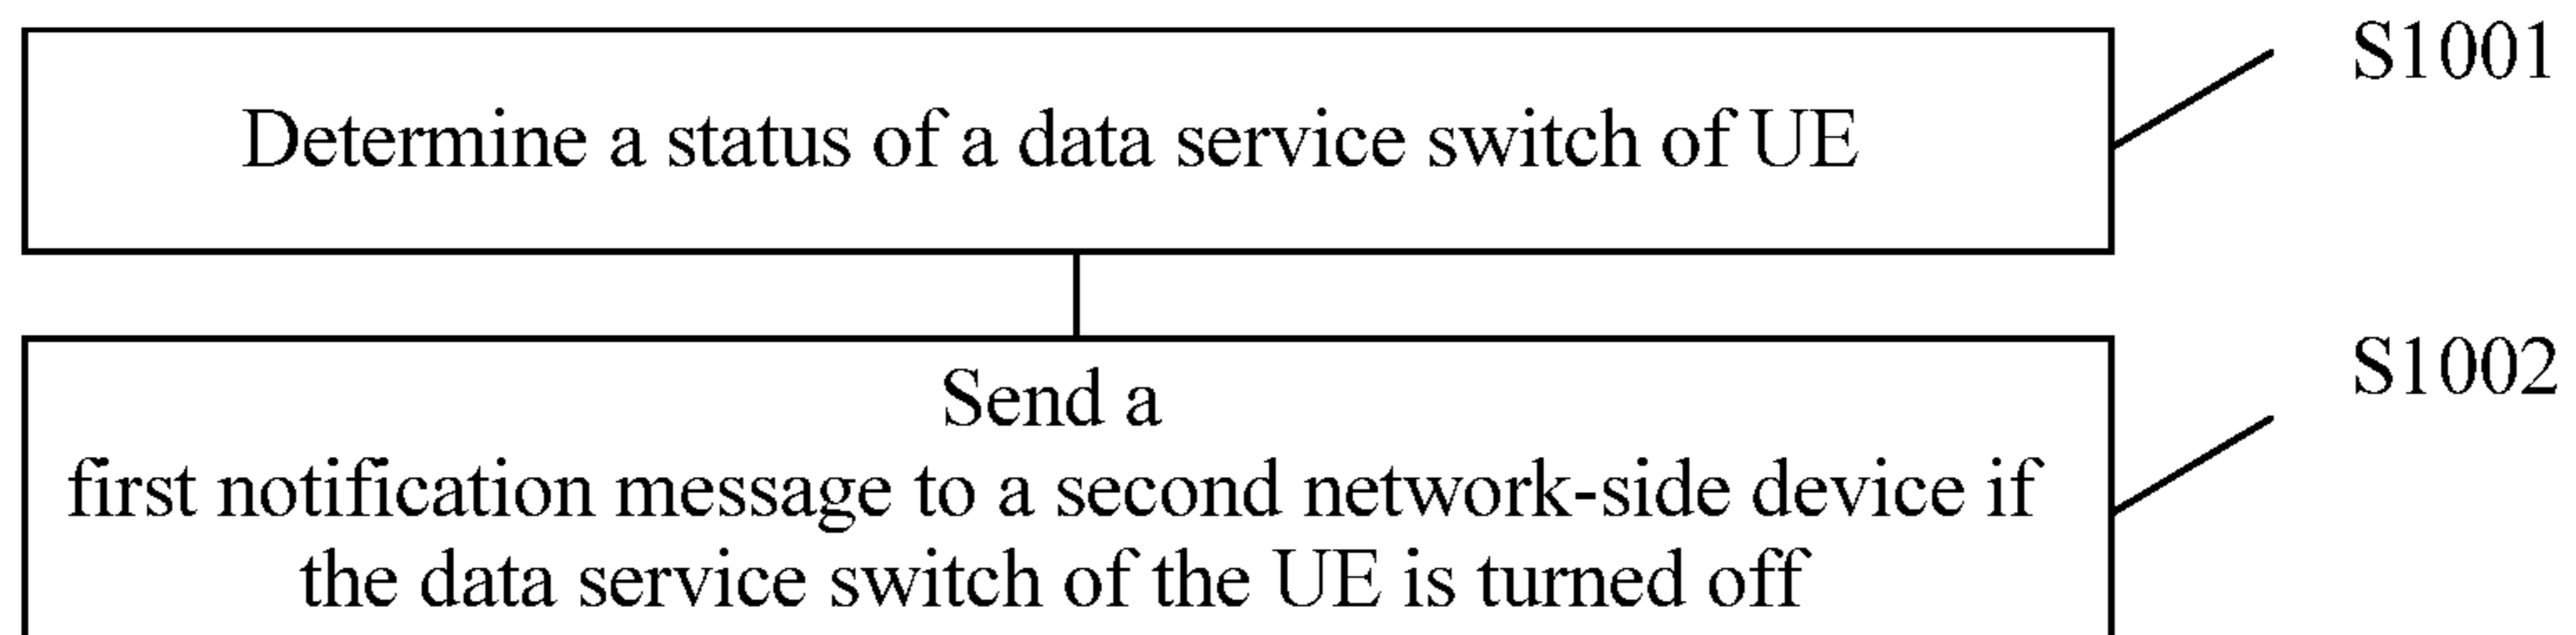 S1001
Determine a status of a data service switch of UE
S1002
Send a
first notification message to a second network-side device if
the data service switch of the UE is turned off